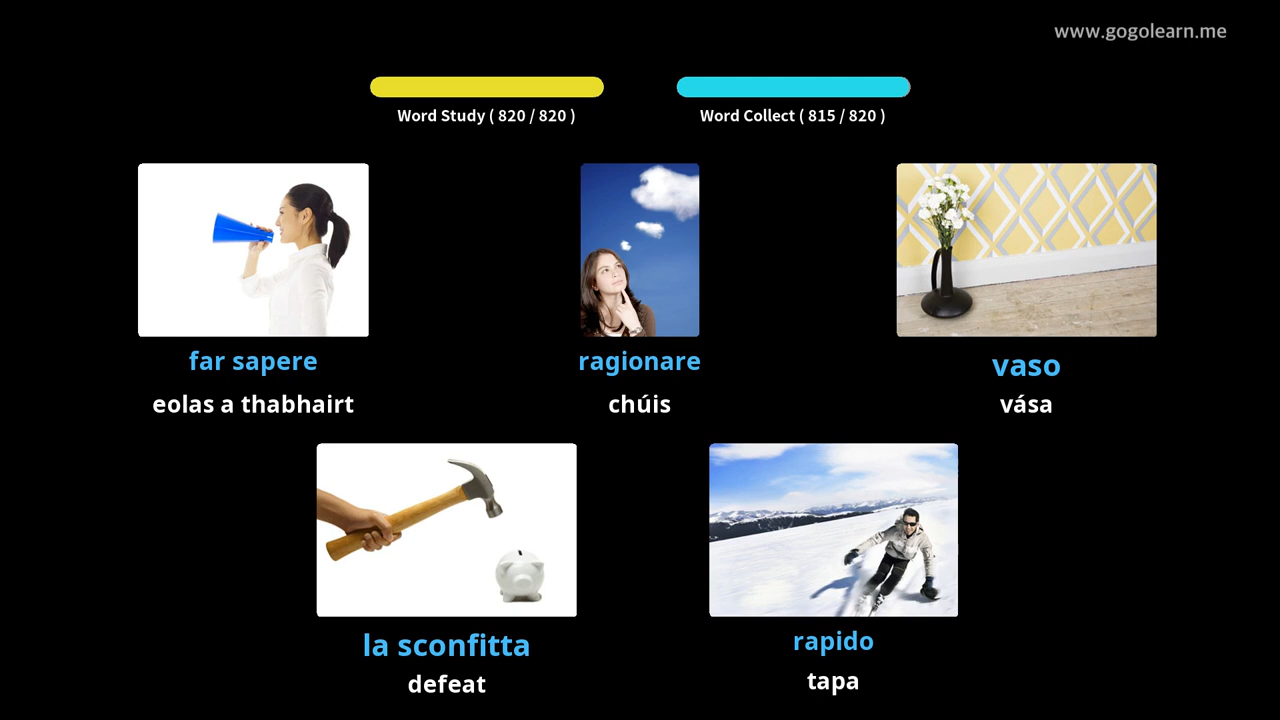 www.gogolearn.me
Word Study ( 820 / 820 )
Word Collect ( 815 / 820 )
far sapere
eolas a thabhairt
ragionare
chúis
vaso
vása
la sconfitta
defeat
rapido
tapa